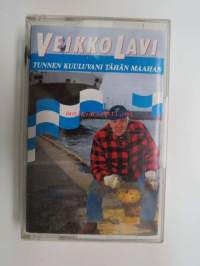 VEIKKO LAVI
TUNNEN KUULUVANI TÄHÄN MAAHAN